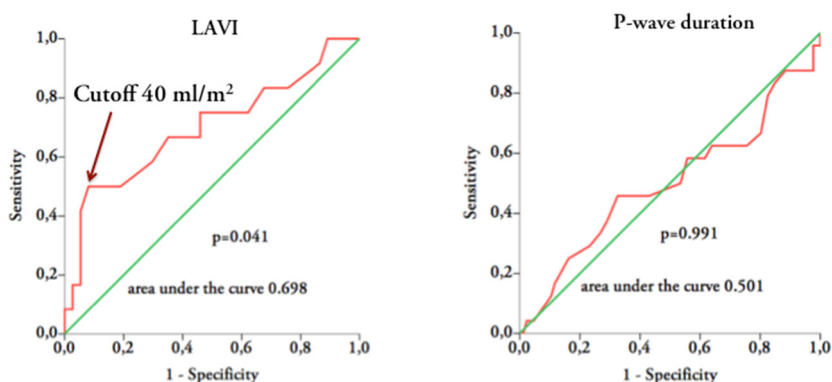 LAVI
1,0
0,8
0,6
0,4
0,2
0,0
Sensitivity
Cutoff 40 ml/m²
p=0.041
area under the curve 0.698
0,0 0,2 0,4 0,6 0,8 1,0
1 - Specificity
P-wave duration
1,0
0,8
0,6
0,4
0,2
0,0
Sensitivity
p=0.991
area under the curve 0.501
0,0 0,2 0,4 0,6 0,8 1,0
1 - Specificity